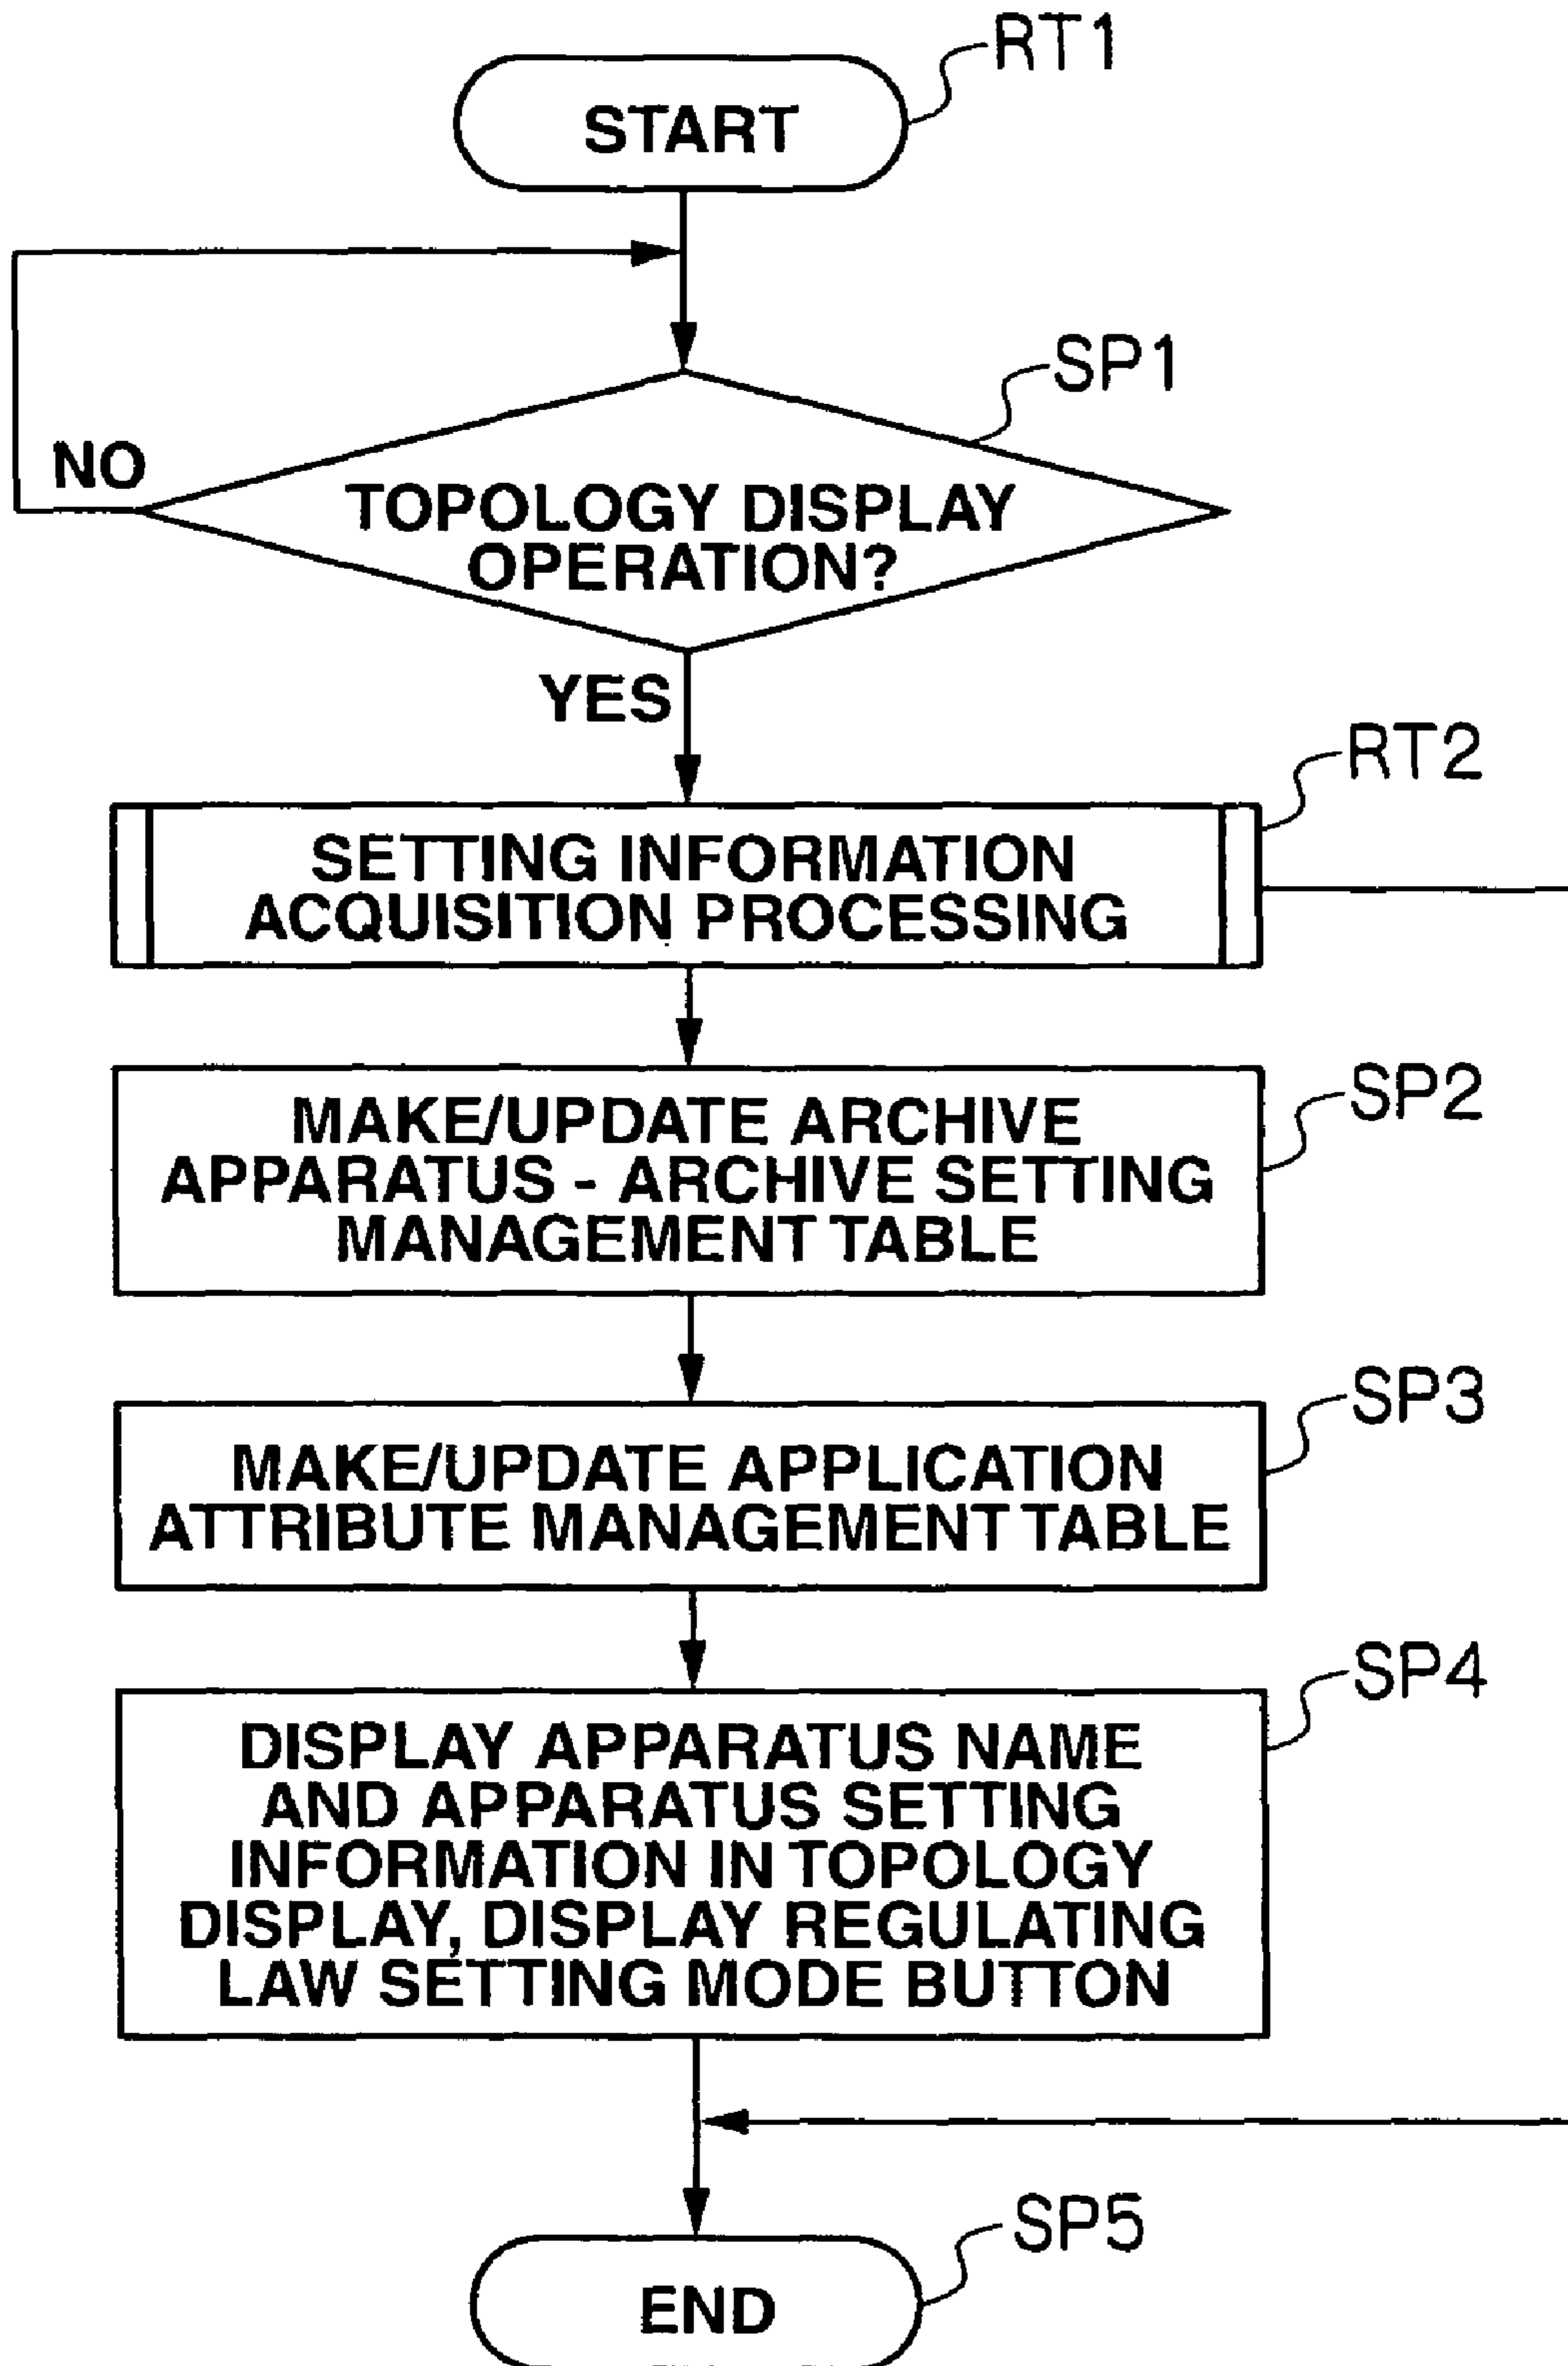 RT1
START
SP1
NO
TOPOLOGY DISPLAY
OPERATION?
YES
RT2
SETTING INFORMATION
ACQUISITION PROCESSING
SP2
MAKE/UPDATE ARCHIVE
APPARATUS - ARCHIVE SETTING
MANAGEMENT TABLE
SP3
MAKE/UPDATE APPLICATION
ATTRIBUTE MANAGEMENT TABLE
SP4
DISPLAY APPARATUS NAME
AND APPARATUS SETTING
INFORMATION IN TOPOLOGY
DISPLAY, DISPLAY REGULATING
LAW SETTING MODE BUTTON
SP5
END